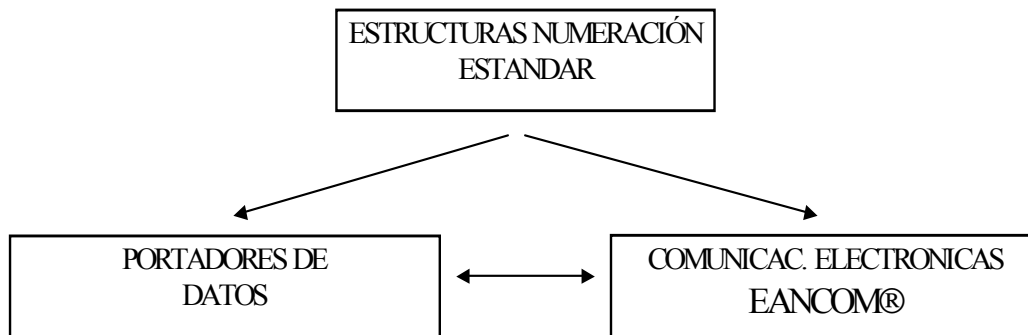 ESTRUCTURAS NUMERACIÓN
ESTANDAR
PORTADORES DE
DATOS
COMUNICAC. ELECTRONICAS
EANCOM®